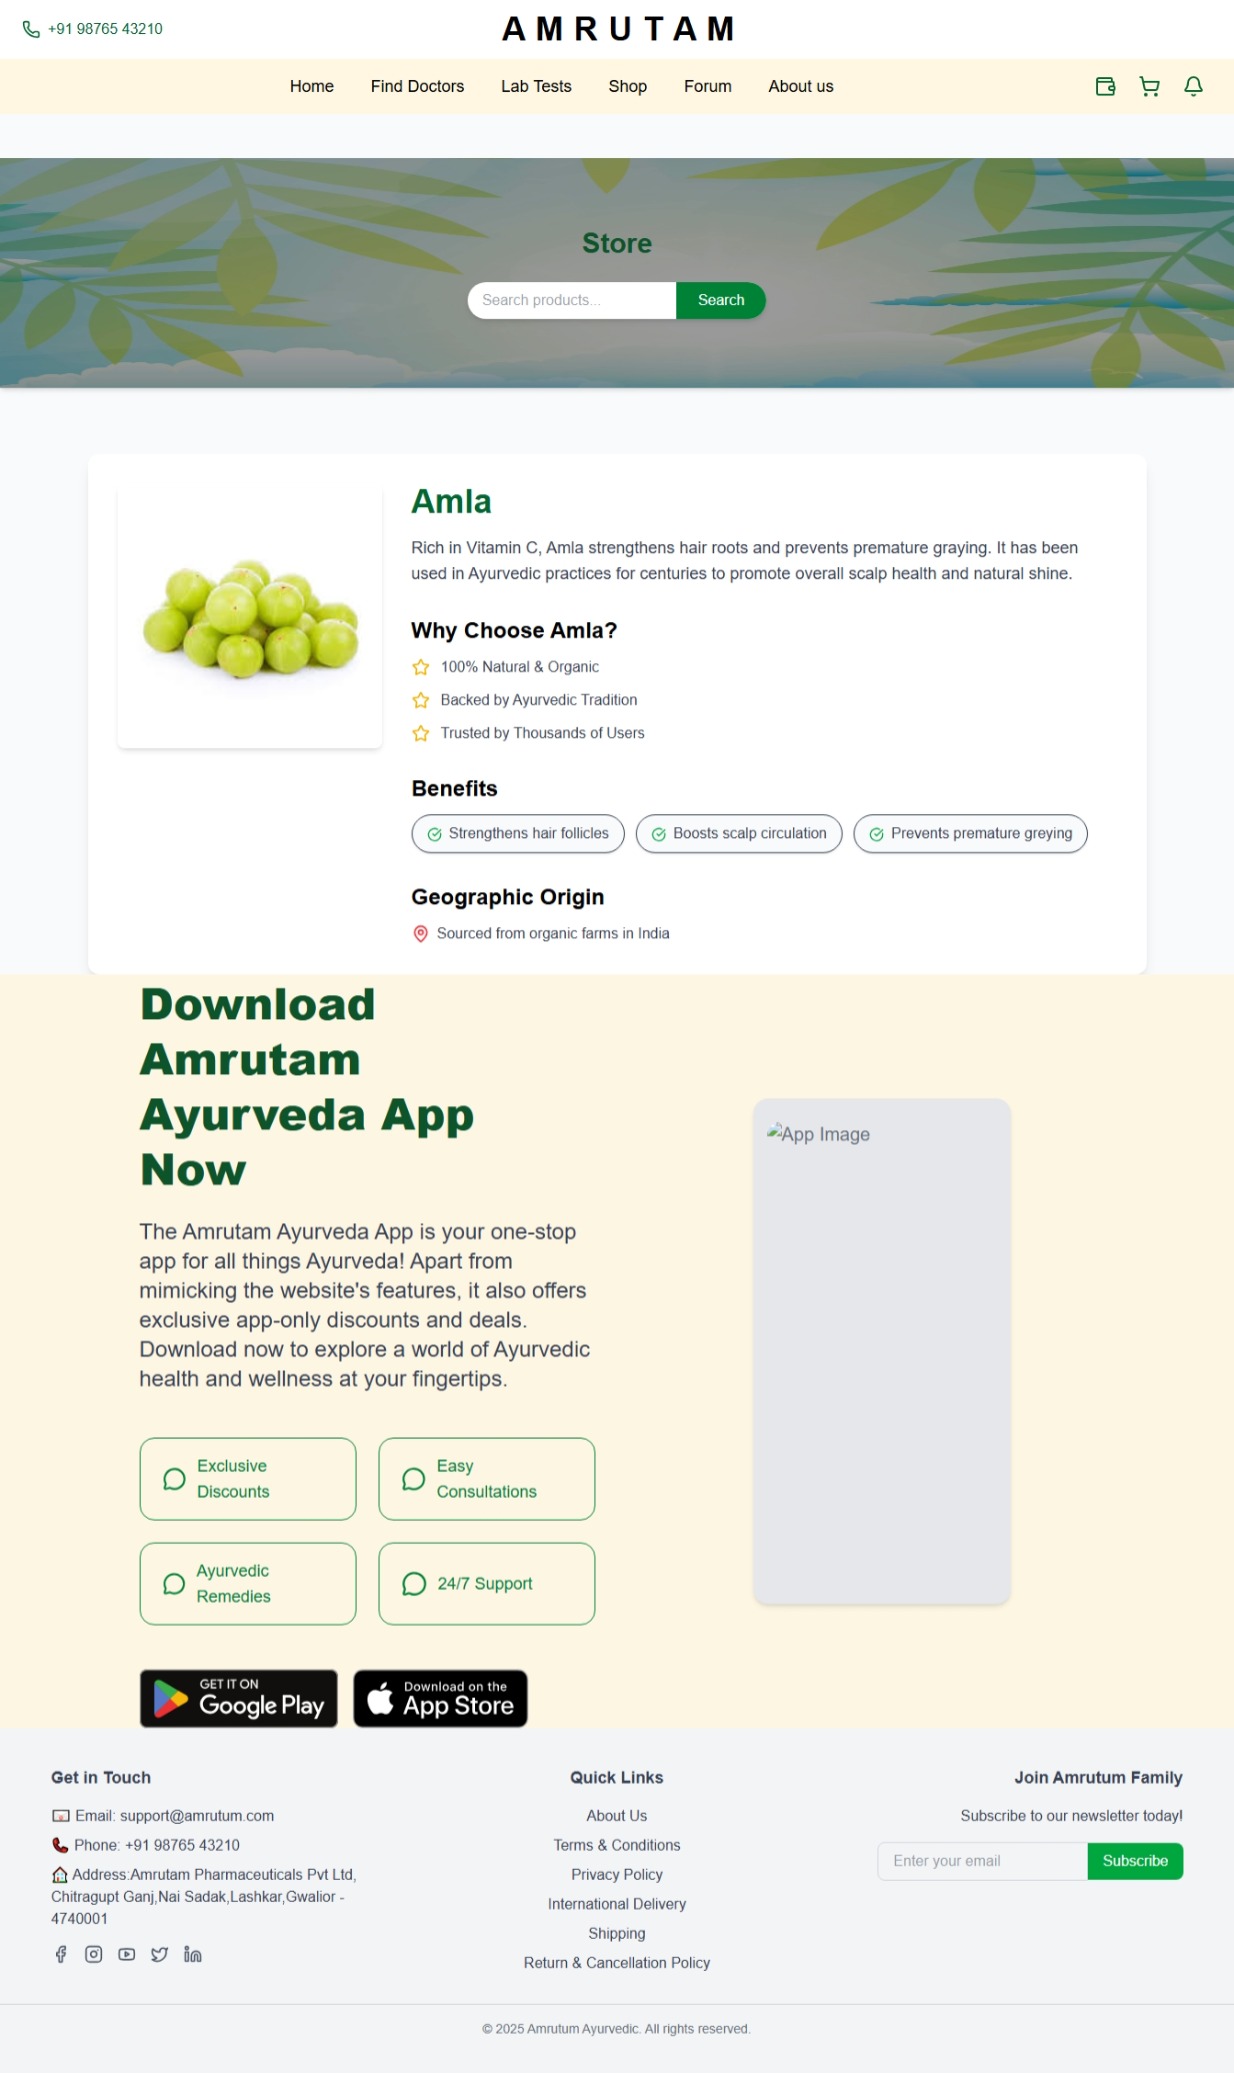 +91 98765 43210
AMRUTAM
Home Find Doctors Lab Tests Shop Forum About us
Store
Search products... Search
Amla
Rich in Vitamin C, Amla strengthens hair roots and prevents premature graying. It has been
used in Ayurvedic practices for centuries to promote overall scalp health and natural shine.
Why Choose Amla?
100% Natural & Organic
Backed by Ayurvedic Tradition
Trusted by Thousands of Users
Benefits
Strengthens hair follicles Boosts scalp circulation Prevents premature greying
Geographic Origin
Sourced from organic farms in India
Download
Amrutam
Ayurveda App
Now
The Amrutam Ayurveda App is your one-stop
app for all things Ayurveda! Apart from
mimicking the website's features, it also offers
exclusive app-only discounts and deals.
Download now to explore a world of Ayurvedic
health and wellness at your fingertips.
Exclusive
Discounts
Easy
Consultations
Ayurvedic
Remedies
24/7 Support
GET IT ON
Google Play
Download on the
App Store
App Image
Get in Touch
Email: support@amrutum.com
Phone: +91 98765 43210
Address:Amrutam Pharmaceuticals Pvt Ltd,
Chitragupt Ganj,Nai Sadak,Lashkar,Gwalior -
4740001
Quick Links
About Us
Terms & Conditions
Privacy Policy
International Delivery
Shipping
Return & Cancellation Policy
Join Amrutum Family
Subscribe to our newsletter today!
Enter your email Subscribe
© 2025 Amrutum Ayurvedic. All rights reserved.